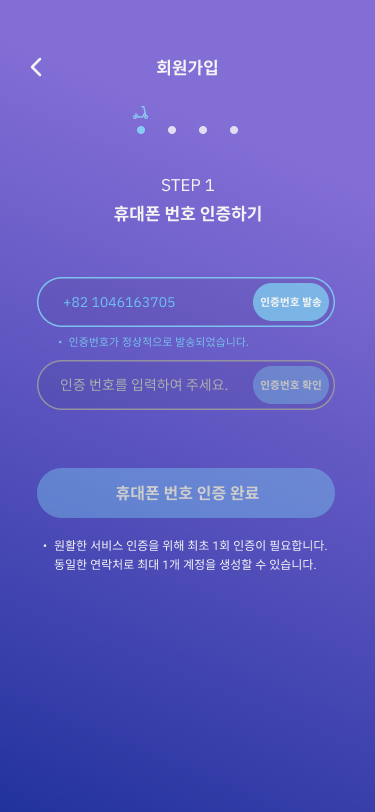 회원가입
STEP 1
휴대폰 번호 인증하기
+82 1046163705
인증번호 발송
• 인증번호가 정상적으로 발송되었습니다.
인증 번호를 입력하여 주세요.
인증번호 확인
휴대폰 번호 인증 완료
• 원활한 서비스 인증을 위해 최초 1회 인증이 필요합니다.
동일한 연락처로 최대 1개 계정을 생성할 수 있습니다.